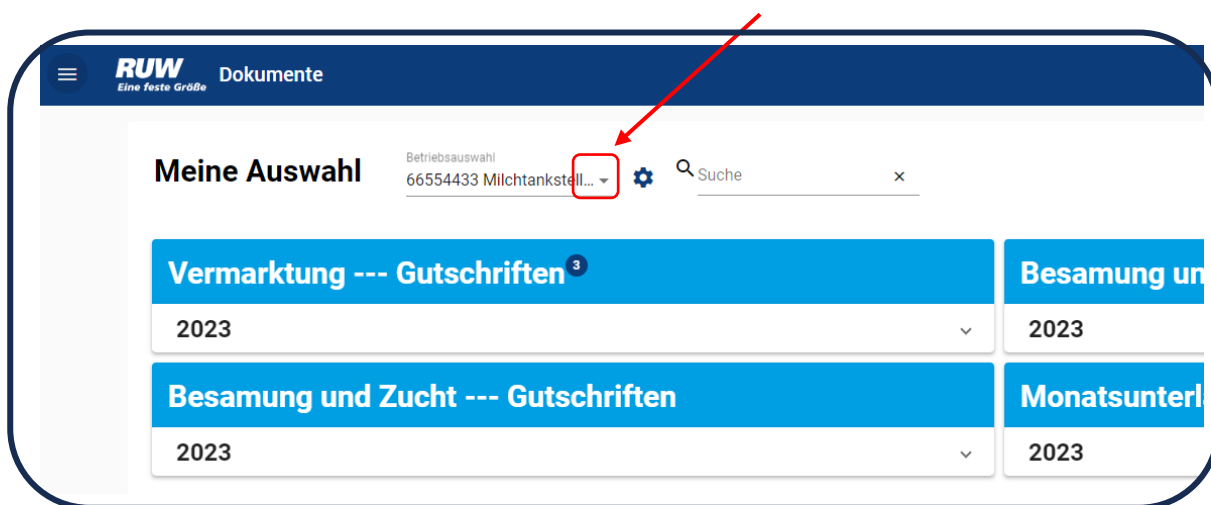 RUW
Eine feste Größe
Dokumente
Meine Auswahl
Betriebsauswahl
66554433 Milchtankstell...
Suche
Vermarktung --- Gutschriften 3
Besamung un
2023
2023
Besamung und Zucht --- Gutschriften
Monatsunterl
2023
2023